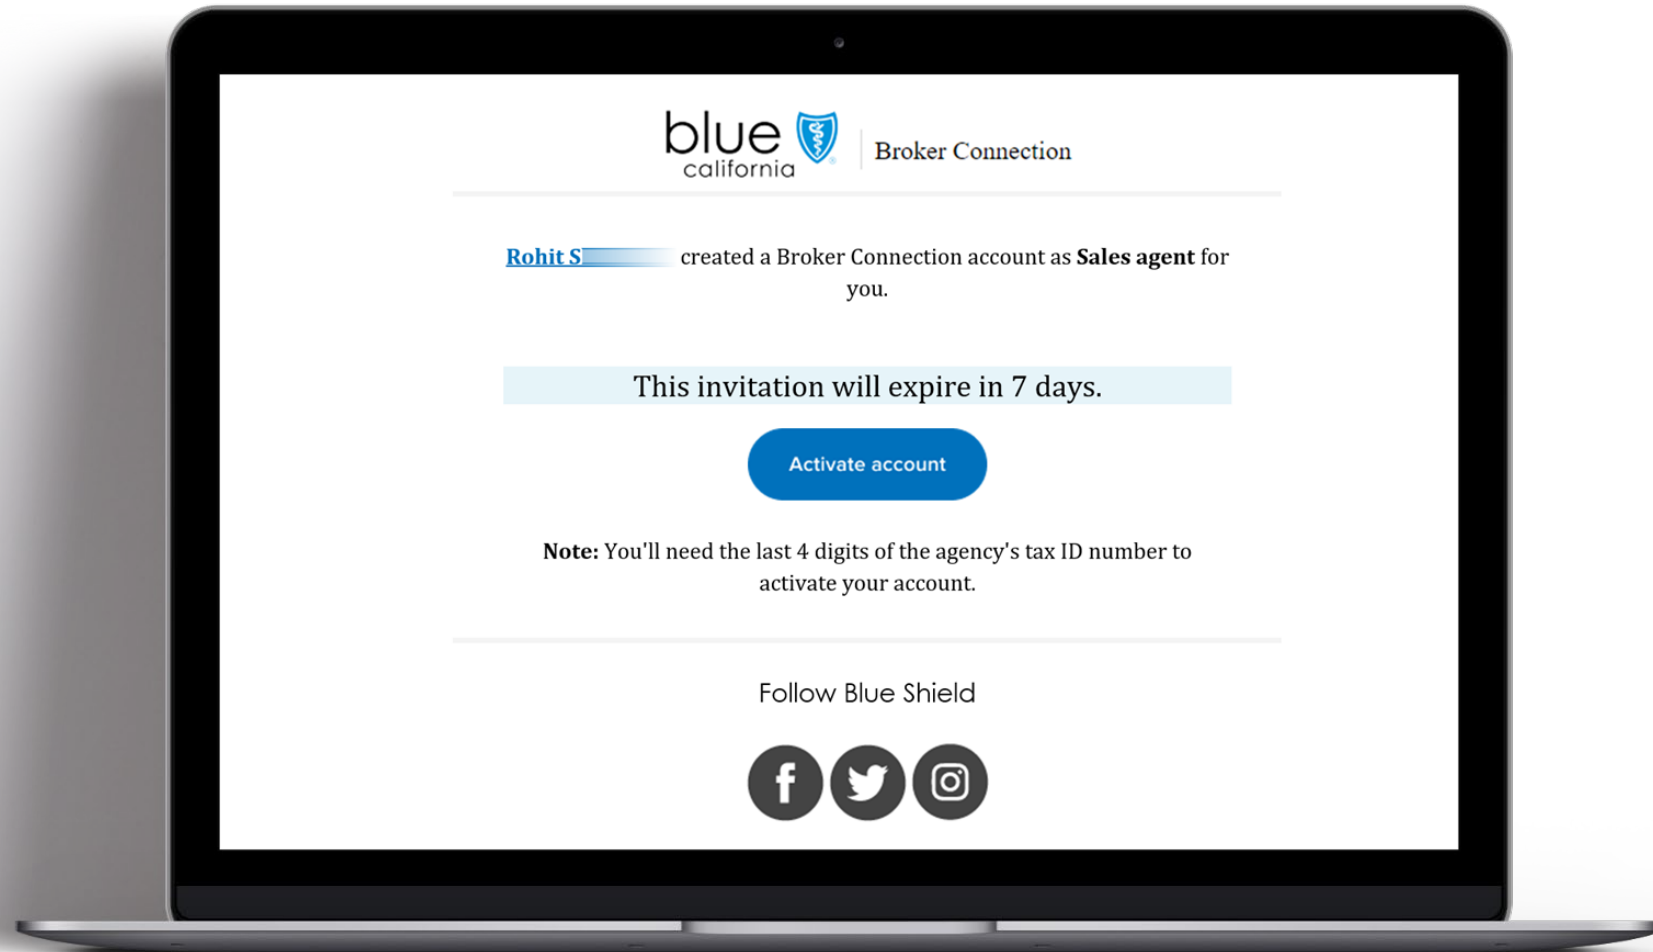 blue
california
Broker Connection
Rohit S created a Broker Connection account as Sales agent for
you.
This invitation will expire in 7 days.
Activate account
Note: You'll need the last 4 digits of the agency's tax ID number to
activate your account.
Follow Blue Shield